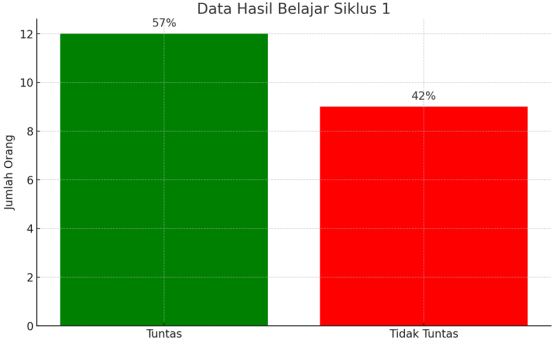 Data Hasil Belajar Siklus 1
57%
42%
12
10
8
6
4
2
0
Jumlah Orang
Tuntas
Tidak Tuntas